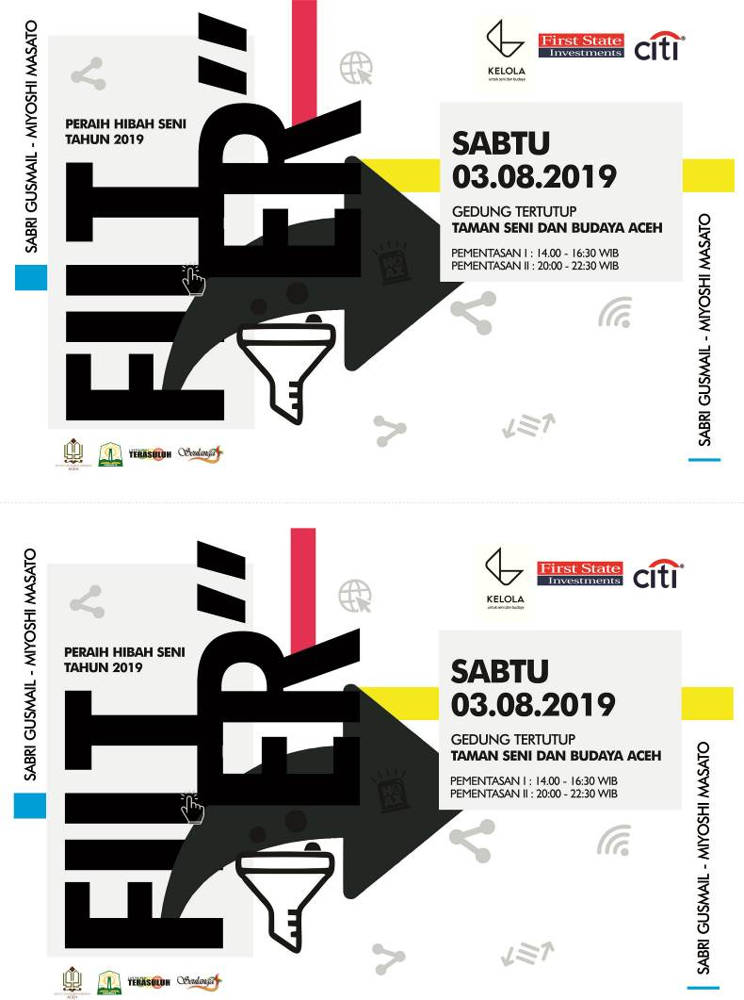 SABRI GUSMAIL - MIYOSHI MASATO
PERAIH HIBAH SENI
TAHUN 2019
FILTER"
KELOLA
untuk seni dan budaya
First State
Investments
citi®
SABTU
03.08.2019
GEDUNG TERTUTUP
TAMAN SENI DAN BUDAYA ACEH
PEMENTASAN I : 14.00 - 16:30 WIB
PEMENTASAN II : 20:00 - 22:30 WIB
HOAX
SABRI GUSMAIL - MIYOSHI MASATO
ACEH
TERASULUH
Seulanga
SABRI GUSMAIL - MIYOSHI MASATO
PERAIH HIBAH SENI
TAHUN 2019
FILTER"
KELOLA
untuk seni dan budaya
First State
Investments
citi®
SABTU
03.08.2019
GEDUNG TERTUTUP
TAMAN SENI DAN BUDAYA ACEH
PEMENTASAN I : 14.00 - 16:30 WIB
PEMENTASAN II : 20:00 - 22:30 WIB
HOAX
SABRI GUSMAIL - MIYOSHI MASATO
ACEH
TERASULUH
Seulanga